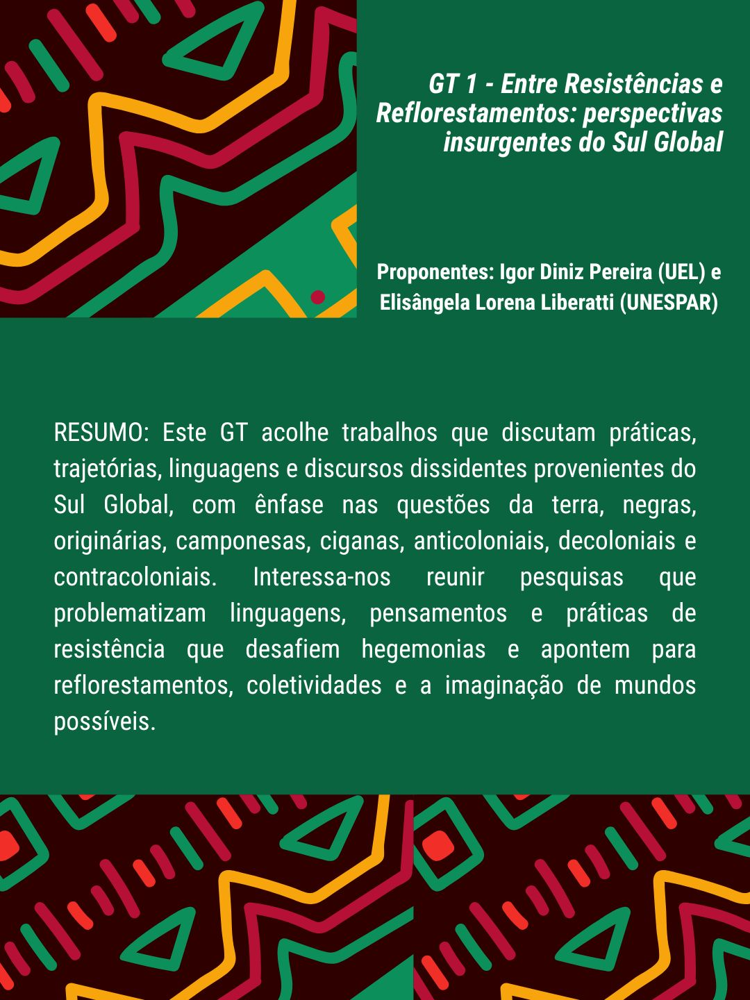 GT 1 - Entre Resistências e
Reflorestamentos: perspectivas
insurgentes do Sul Global
Proponentes: Igor Diniz Pereira (UEL) e
Elisângela Lorena Liberatti (UNESPAR)
RESUMO: Este GT acolhe trabalhos que discutam práticas,
trajetórias, linguagens e discursos dissidentes provenientes do
Sul Global, com ênfase nas questões da terra, negras,
originárias, camponesas, ciganas, anticoloniais, decoloniais e
contracoloniais. Interessa-nos reunir pesquisas que
problematizam linguagens, pensamentos e práticas de
resistência que desafiem hegemonias e apontem para
reflorestamentos, coletividades e a imaginação de mundos
possíveis.